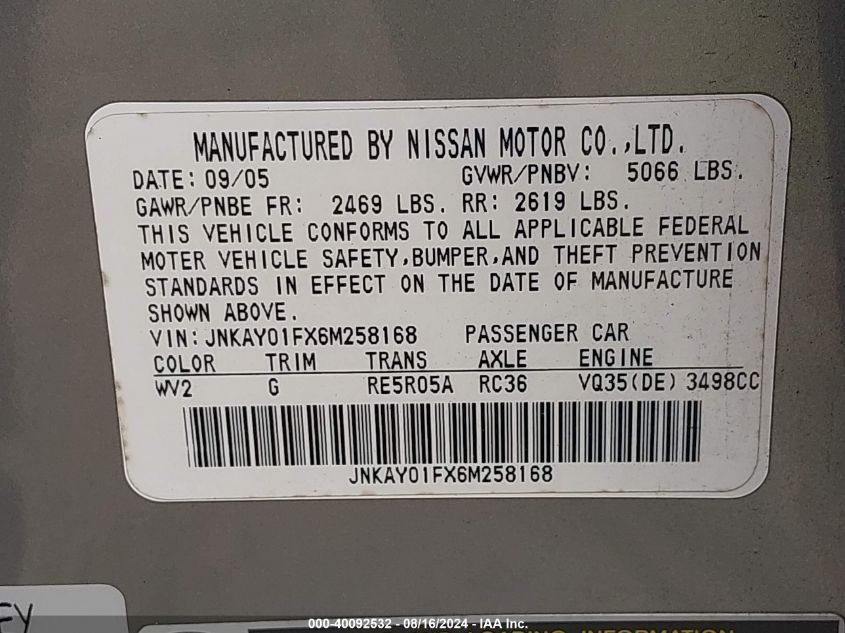 MANUFACTURED BY NISSAN MOTOR CO.,LTD.
DATE: 09/05 GVWR/PNBV: 5066 LBS.
GAWR/PNBE FR: 2469 LBS. RR: 2619 LBS.
THIS VEHICLE CONFORMS TO ALL APPLICABLE FEDERAL
MOTER VEHICLE SAFETY,BUMPER,AND THEFT PREVENTION
STANDARDS IN EFFECT ON THE DATE OF MANUFACTURE
SHOWN ABOVE.
VIN: JNKAY01FX6M258168 PASSENGER CAR
COLOR TRIM TRANS AXLE ENGINE
WV2 G RE5R05A RC36 VQ35(DE) 3498CC
JNKAY01FX6M258168
000-40092532 - 08/16/2024 - IAA Inc.